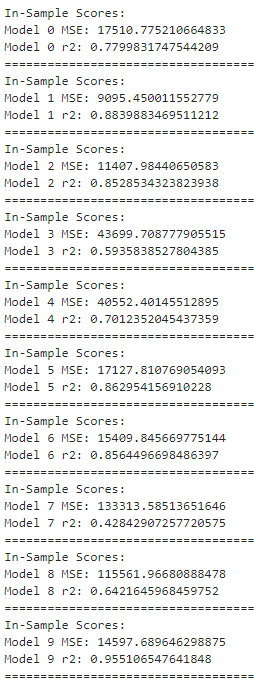 In-Sample Scores:
Model 0 MSE: 17510.775210664833
Model 0 r2: 0.7799831747544209
===================================
In-Sample Scores:
Model 1 MSE: 9095.450011552779
Model 1 r2: 0.8839883469511212
===================================
In-Sample Scores:
Model 2 MSE: 11407.98440650583
Model 2 r2: 0.8528534323823938
===================================
In-Sample Scores:
Model 3 MSE: 43699.708777905515
Model 3 r2: 0.5935838527804385
===================================
In-Sample Scores:
Model 4 MSE: 40552.40145512895
Model 4 r2: 0.7012352045437359
===================================
In-Sample Scores:
Model 5 MSE: 17127.810769054093
Model 5 r2: 0.862954156910228
===================================
In-Sample Scores:
Model 6 MSE: 15409.845669775144
Model 6 r2: 0.8564496698486397
===================================
In-Sample Scores:
Model 7 MSE: 133313.58513651646
Model 7 r2: 0.42842907257720575
===================================
In-Sample Scores:
Model 8 MSE: 115561.96680888478
Model 8 r2: 0.6421645968459752
===================================
In-Sample Scores:
Model 9 MSE: 14597.689646298875
Model 9 r2: 0.955106547641848
===================================